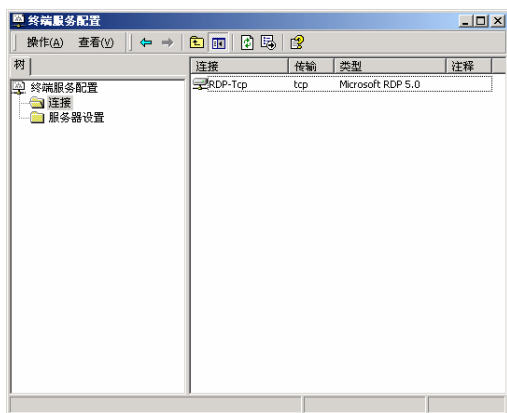 终端服务配置
操作(A) 查看(V)
树
连接 传输 类型 注释
终端服务配置
连接
服务器设置
RDP-Tcp tcp Microsoft RDP 5.0